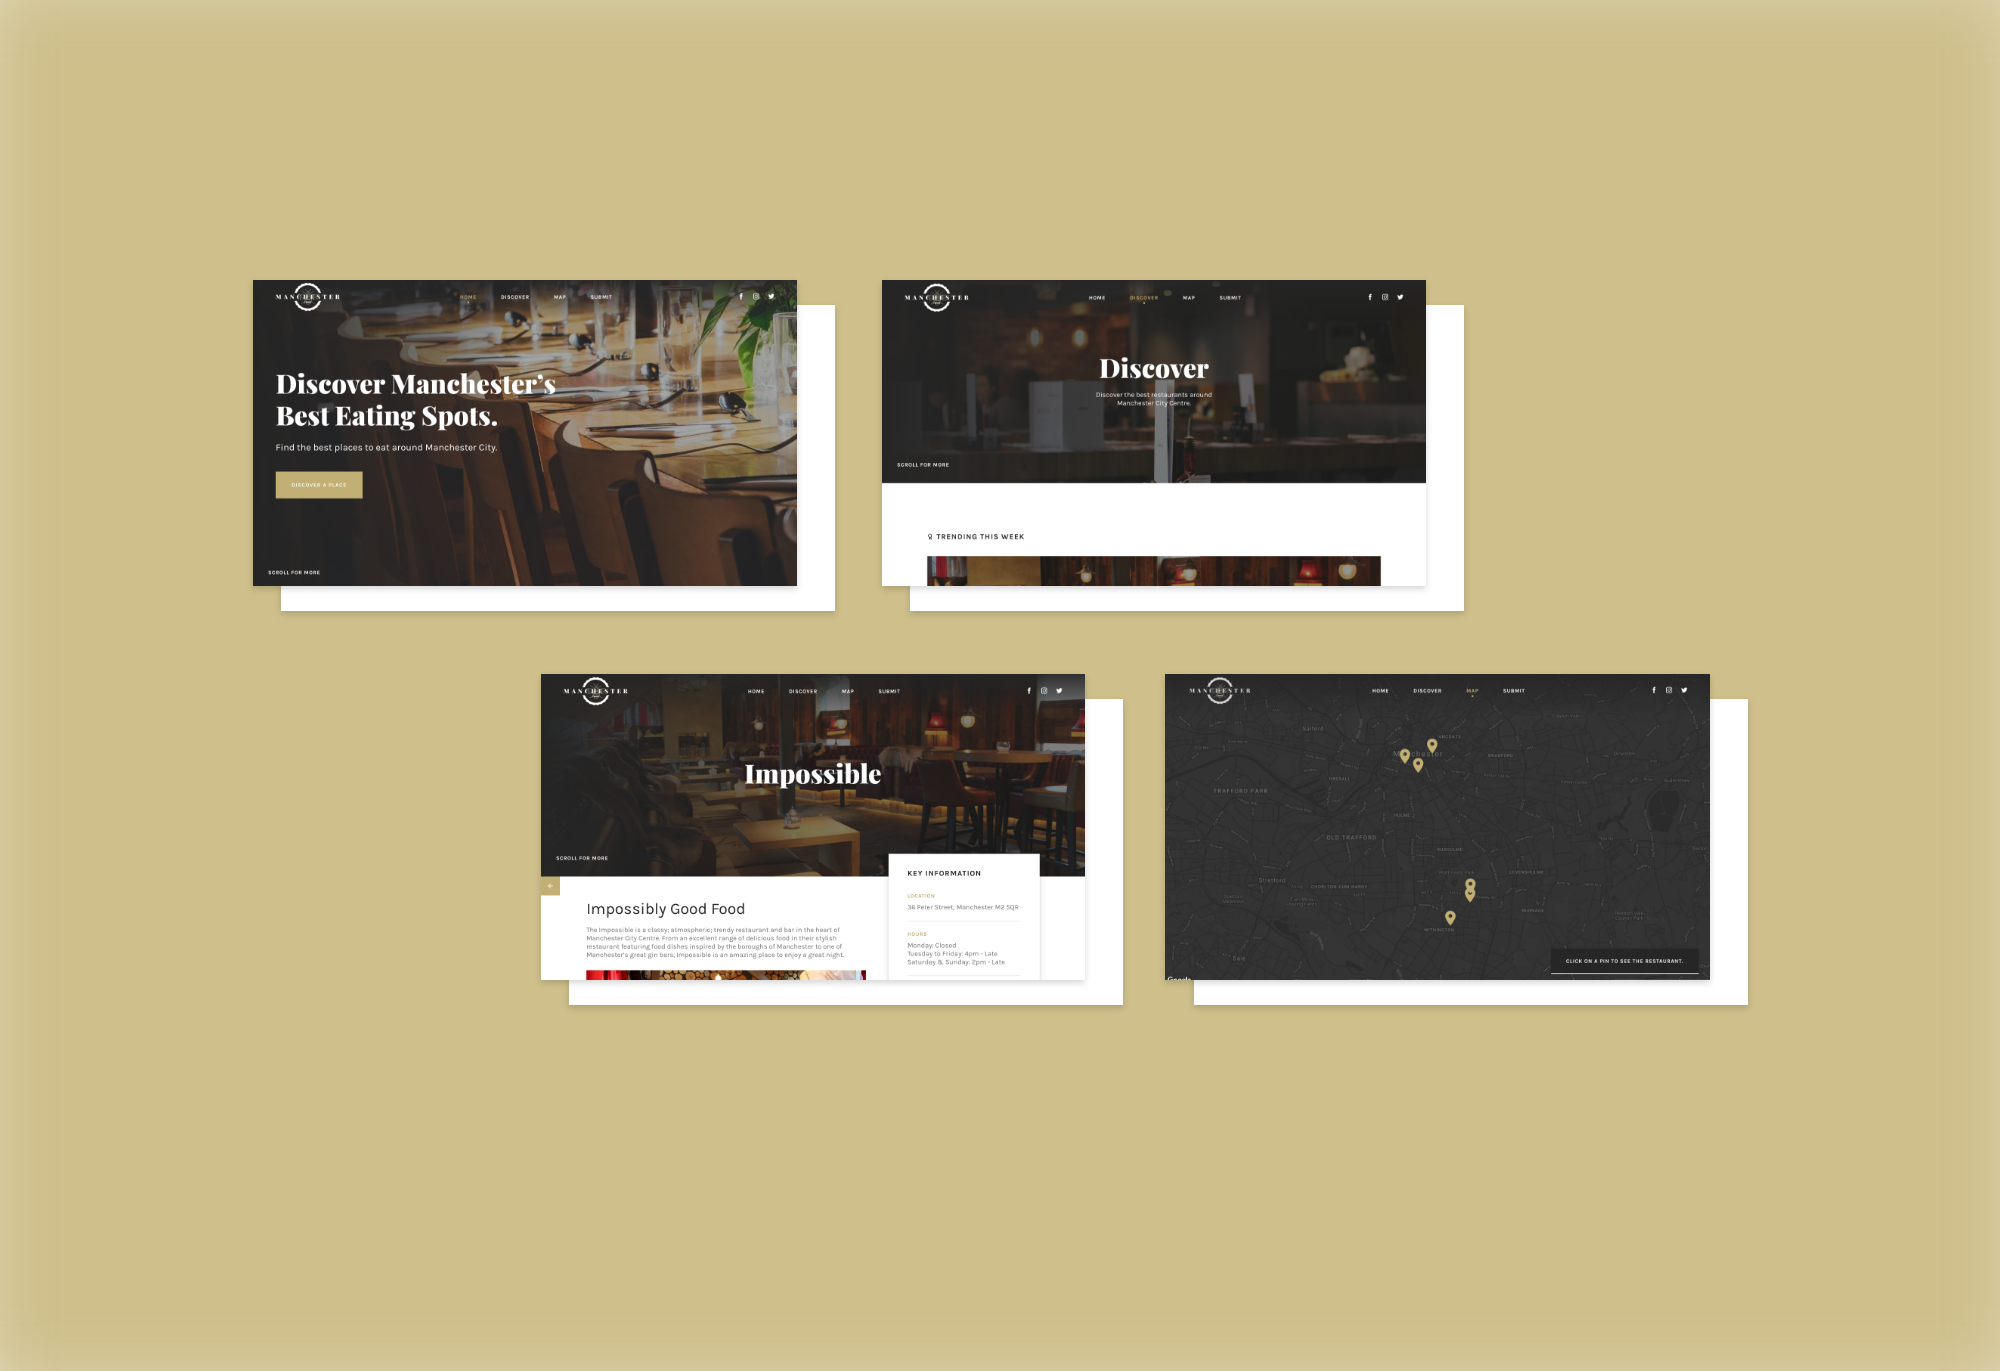 MANCHESTER
HOME DISCOVER MAP SUBMIT
Discover Manchester's
Best Eating Spots.
Find the best places to eat around Manchester City.
DISCOVER A PLACE
SCROLL FOR MORE
MANCHESTER
HOME DISCOVER MAP SUBMIT
Discover
Discover the best restaurants around
Manchester City Centre.
SCROLL FOR MORE
TRENDING THIS WEEK
MANCHESTER
HOME DISCOVER MAP SUBMIT
Impossible
SCROLL FOR MORE
Impossibly Good Food
The Impossible is a classy; atmospheric; trendy restaurant and bar in the heart of
Manchester City Centre. From an excellent range of delicious food in their stylish
restaurant featuring food dishes inspired by the boroughs of Manchester to one of
Manchester's great gin bars, Impossible is an amazing place to enjoy a great night.
KEY INFORMATION
LOCATION
36 Peter Street, Manchester M2 5QR
HOURS
Monday: Closed
Tuesday to Friday: 4pm - Late
Saturday & Sunday: 2pm - Late
MANCHESTER
HOME DISCOVER MAP SUBMIT
Salford
ARDWICK
TRAFFORD PARK
OLD TRAFFORD
RUSHOLME
Stretford
CHORLTON-CUM-HARDY
WITHINGTON
Sale
CLICK ON A PIN TO SEE THE RESTAURANT.
Google